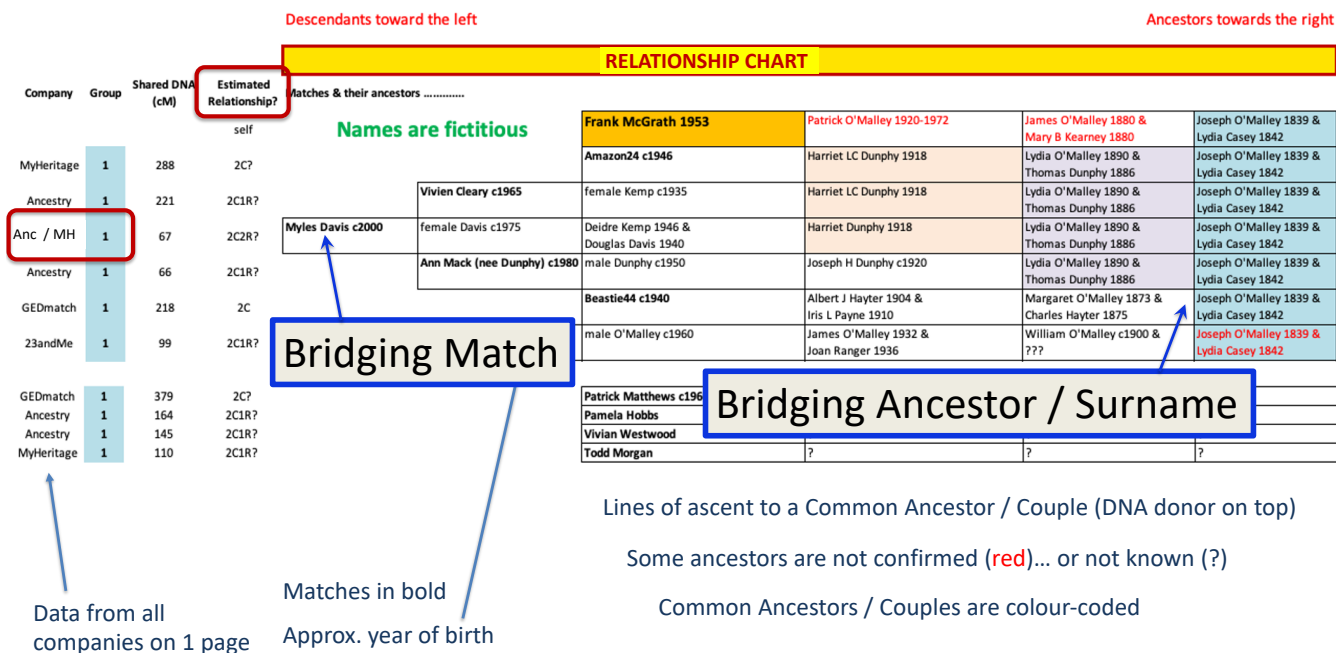 Descendants toward the left
Ancestors towards the right
RELATIONSHIP CHART
Company
Group
Shared DNA
(cM)
Estimated
Relationship?
Matches & their ancestors ............
self
Names are fictitious
Frank McGrath 1953
Patrick O'Malley 1920-1972
James O'Malley 1880 &
Mary B Kearney 1880
Joseph O'Malley 1839 &
Lydia Casey 1842
MyHeritage
1
288
2C?
Amazon24 c1946
Harriet LC Dunphy 1918
Lydia O'Malley 1890 &
Thomas Dunphy 1886
Joseph O'Malley 1839 &
Lydia Casey 1842
Ancestry
1
221
2C1R?
Vivien Cleary c1965
female Kemp c1935
Harriet LC Dunphy 1918
Lydia O'Malley 1890 &
Thomas Dunphy 1886
Joseph O'Malley 1839 &
Lydia Casey 1842
Anc / MH
1
67
2C2R?
Myles Davis c2000
female Davis c1975
Deidre Kemp 1946 &
Douglas Davis 1940
Harriet Dunphy 1918
Lydia O'Malley 1890 &
Thomas Dunphy 1886
Joseph O'Malley 1839 &
Lydia Casey 1842
Ancestry
1
66
2C1R?
Ann Mack (nee Dunphy) c1980
male Dunphy c1950
Joseph H Dunphy c1920
Lydia O'Malley 1890 &
Thomas Dunphy 1886
Joseph O'Malley 1839 &
Lydia Casey 1842
GEDmatch
1
218
2C
Beastie44 c1940
Albert J Hayter 1904 &
Iris L Payne 1910
Margaret O'Malley 1873 &
Charles Hayter 1875
Joseph O'Malley 1839 &
Lydia Casey 1842
23andMe
1
99
2C1R?
male O'Malley c1960
James O'Malley 1932 &
Joan Ranger 1936
William O'Malley c1900 &
???
Joseph O'Malley 1839 &
Lydia Casey 1842
Bridging Match
Bridging Ancestor / Surname
GEDmatch
1
379
2C?
Patrick Matthews c196
Ancestry
1
164
2C1R?
Pamela Hobbs
Ancestry
1
145
2C1R?
Vivian Westwood
MyHeritage
1
110
2C1R?
Todd Morgan
?
?
?
Lines of ascent to a Common Ancestor / Couple (DNA donor on top)
Some ancestors are not confirmed (red)... or not known (?)
Common Ancestors / Couples are colour-coded
Matches in bold
Approx. year of birth
Data from all
companies on 1 page